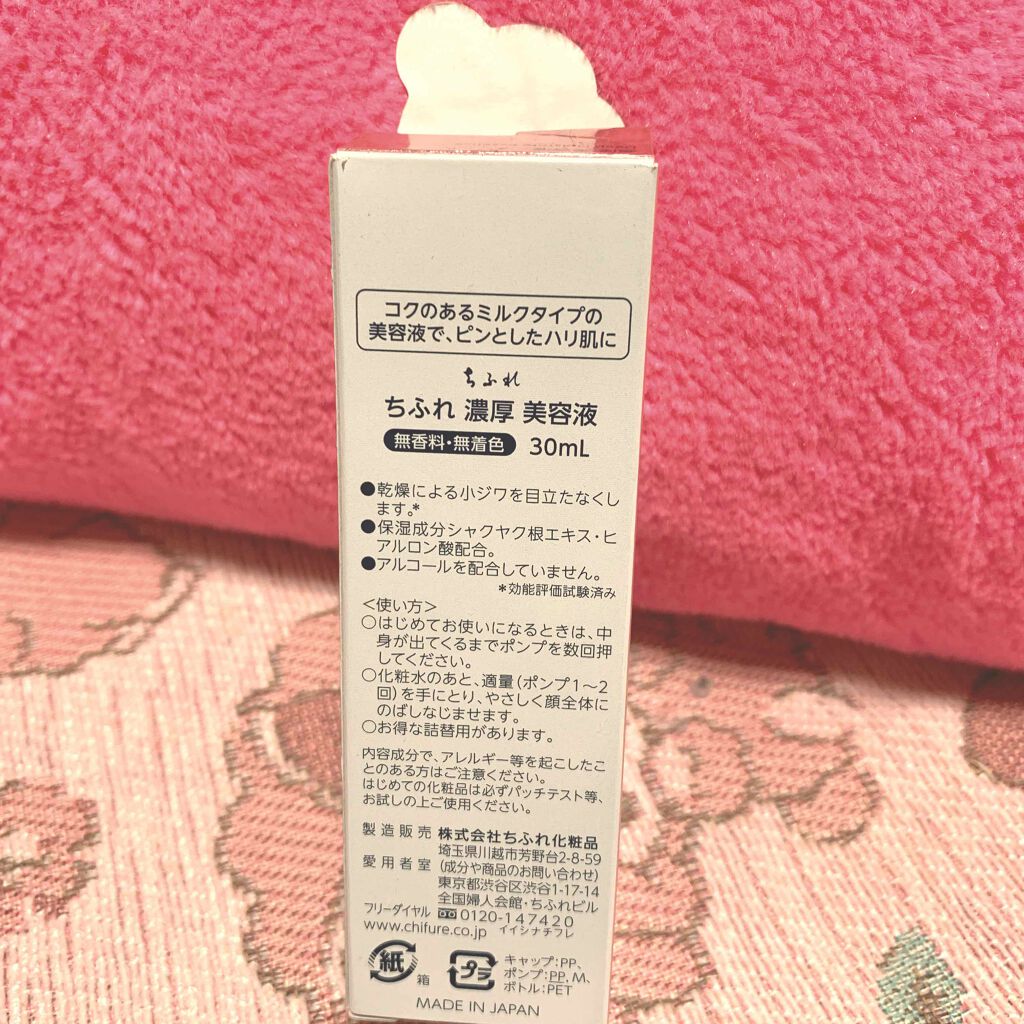 コクのあるミルクタイプの
美容液で、ピンとしたハリ肌に
ちふれ
ちふれ 濃厚 美容液
無香料・無着色 30mL
●乾燥による小ジワを目立たなくし
ます。*
●保湿成分シャクヤク根エキス・ヒ
アルロン酸配合。
●アルコールを配合していません。
*効能評価試験済み
<使い方>
○はじめてお使いになるときは、中
身が出てくるまでポンプを数回押
してください。
○化粧水のあと、適量(ポンプ1〜2
回)を手にとり、やさしく顔全体に
のばしなじませます。
○お得な詰替用があります。
内容成分で、アレルギー等を起こしたこ
とのある方はご注意ください。
はじめての化粧品は必ずパッチテスト等、
お試しの上ご使用ください。
製造販売 株式会社ちふれ化粧品
埼玉県川越市芳野台2-8-59
愛用者室 (成分や商品のお問い合わせ)
東京都渋谷区渋谷1-17-14
全国婦人会館・ちふれビル
フリーダイヤル 0120-147420
www.chifure.co.jp イイシナチフレ
紙 箱
プラ キャップ:PP、
ポンプ:PP,M、
ボトル:PET
MADE IN JAPAN